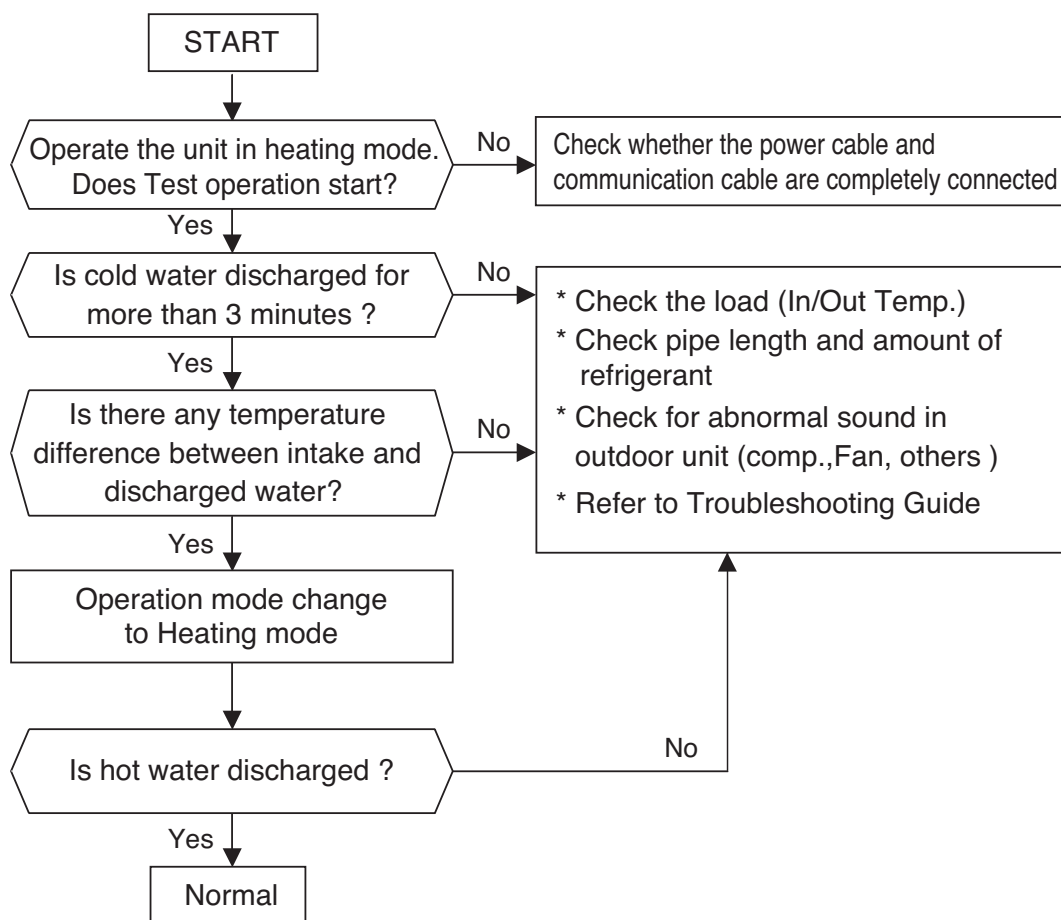 START
Operate the unit in heating mode.
Does Test operation start?
No
Check whether the power cable and
communication cable are completely connected
Yes
Is cold water discharged for
more than 3 minutes ?
No
* Check the load (In/Out Temp.)
* Check pipe length and amount of
refrigerant
* Check for abnormal sound in
outdoor unit (comp.,Fan, others )
* Refer to Troubleshooting Guide
Yes
Is there any temperature
difference between intake and
discharged water?
No
Yes
Operation mode change
to Heating mode
Is hot water discharged ?
No
Yes
Normal